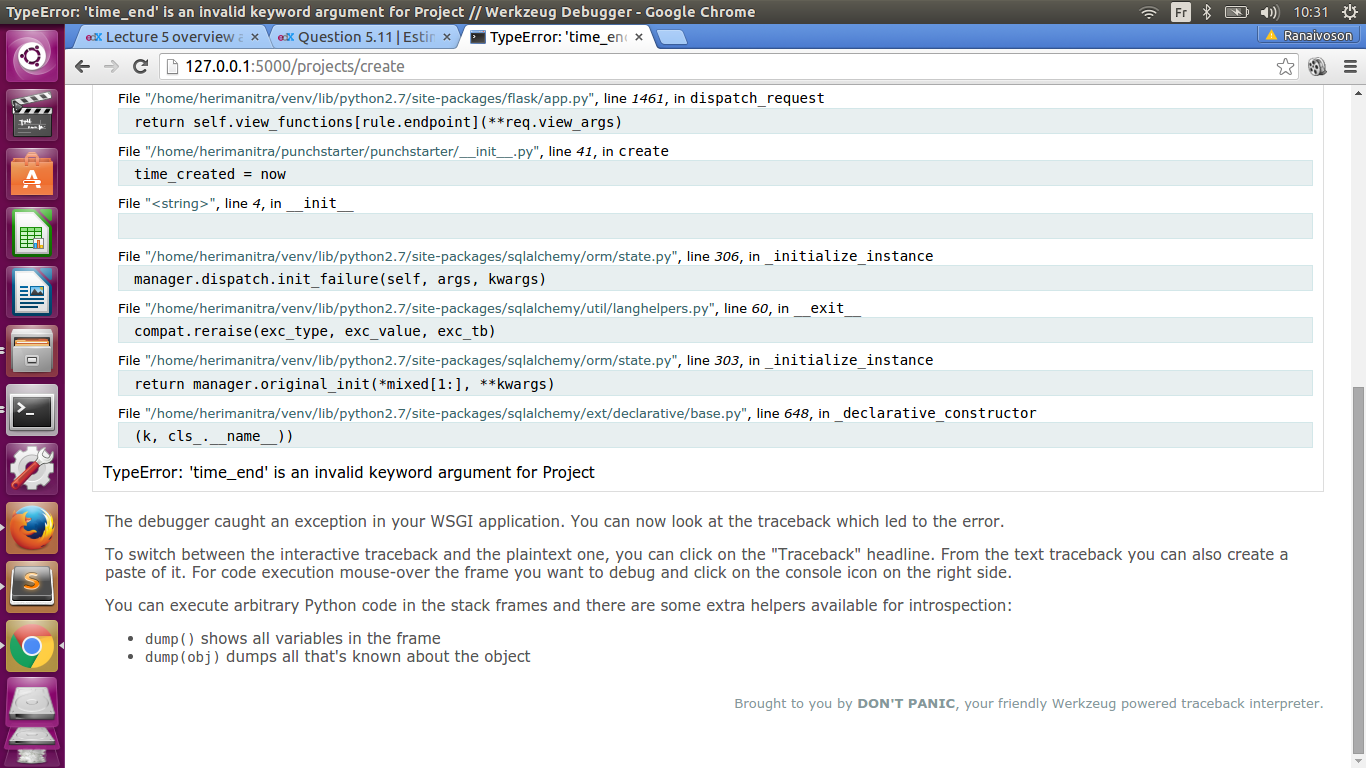 TypeError: 'time_end' is an invalid keyword argument for Project // Werkzeug Debugger - Google Chrome
Fr
10:31
edX Lecture 5 overview a
edX Question 5.11 | Estim
TypeError: 'time_en
Ranaivoson
127.0.0.1:5000/projects/create
File "/home/herimanitra/venv/lib/python2.7/site-packages/flask/app.py", line 1461, in dispatch_request
return self.view_functions[rule.endpoint](**req.view_args)
File "/home/herimanitra/punchstarter/punchstarter/__init__.py", line 41, in create
time_created = now
File "<string>", line 4, in __init__
File "/home/herimanitra/venv/lib/python2.7/site-packages/sqlalchemy/orm/state.py", line 306, in _initialize_instance
manager.dispatch.init_failure(self, args, kwargs)
File "/home/herimanitra/venv/lib/python2.7/site-packages/sqlalchemy/util/langhelpers.py", line 60, in __exit__
compat.reraise(exc_type, exc_value, exc_tb)
File "/home/herimanitra/venv/lib/python2.7/site-packages/sqlalchemy/orm/state.py", line 303, in _initialize_instance
return manager.original_init(*mixed[1:], **kwargs)
File "/home/herimanitra/venv/lib/python2.7/site-packages/sqlalchemy/ext/declarative/base.py", line 648, in _declarative_constructor
(k, cls_.__name__))
TypeError: 'time_end' is an invalid keyword argument for Project
The debugger caught an exception in your WSGI application. You can now look at the traceback which led to the error.
To switch between the interactive traceback and the plaintext one, you can click on the "Traceback" headline. From the text traceback you can also create a
paste of it. For code execution mouse-over the frame you want to debug and click on the console icon on the right side.
You can execute arbitrary Python code in the stack frames and there are some extra helpers available for introspection:
• dump() shows all variables in the frame
• dump(obj) dumps all that's known about the object
Brought to you by DON'T PANIC, your friendly Werkzeug powered traceback interpreter.